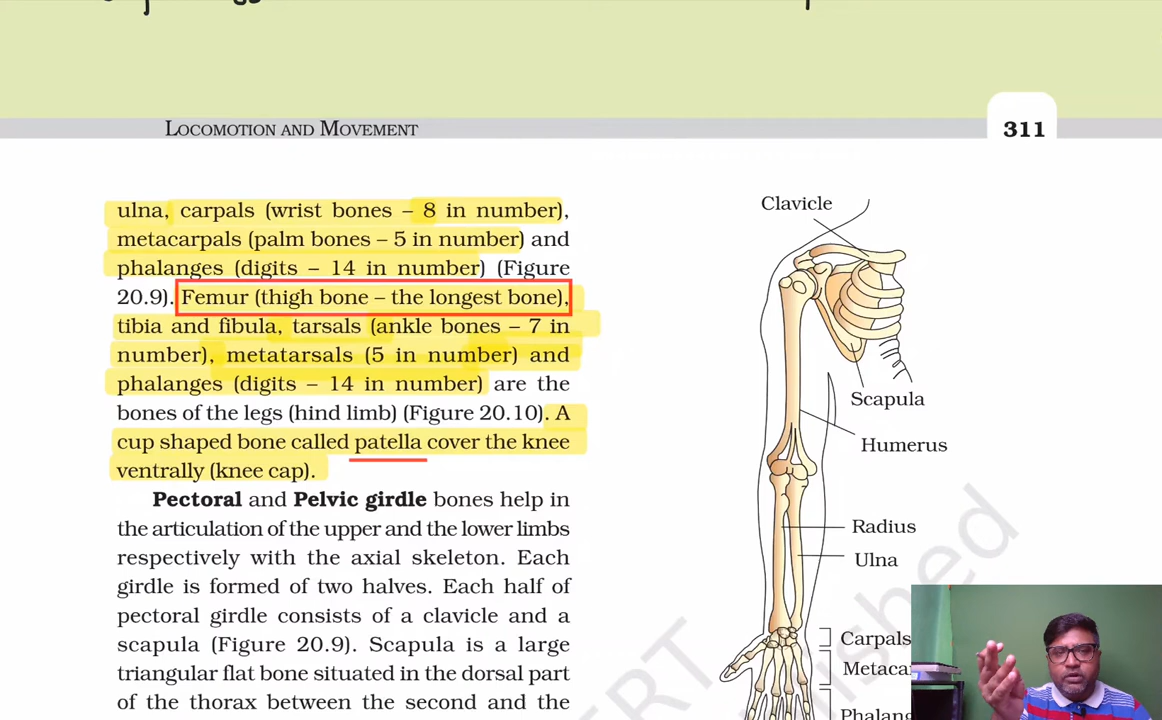 LOCOMOTION AND MOVEMENT
311
ulna, carpals (wrist bones – 8 in number),
metacarpals (palm bones – 5 in number) and
phalanges (digits – 14 in number) (Figure
20.9). Femur (thigh bone – the longest bone),
tibia and fibula, tarsals (ankle bones – 7 in
number), metatarsals (5 in number) and
phalanges (digits – 14 in number) are the
bones of the legs (hind limb) (Figure 20.10). A
cup shaped bone called patella cover the knee
ventrally (knee cap).
Pectoral and Pelvic girdle bones help in
the articulation of the upper and the lower limbs
respectively with the axial skeleton. Each
girdle is formed of two halves. Each half of
pectoral girdle consists of a clavicle and a
scapula (Figure 20.9). Scapula is a large
triangular flat bone situated in the dorsal part
of the thorax between the second and the
Clavicle
Scapula
Humerus
Radius
Ulna
Carpals
Metaca
Phalang